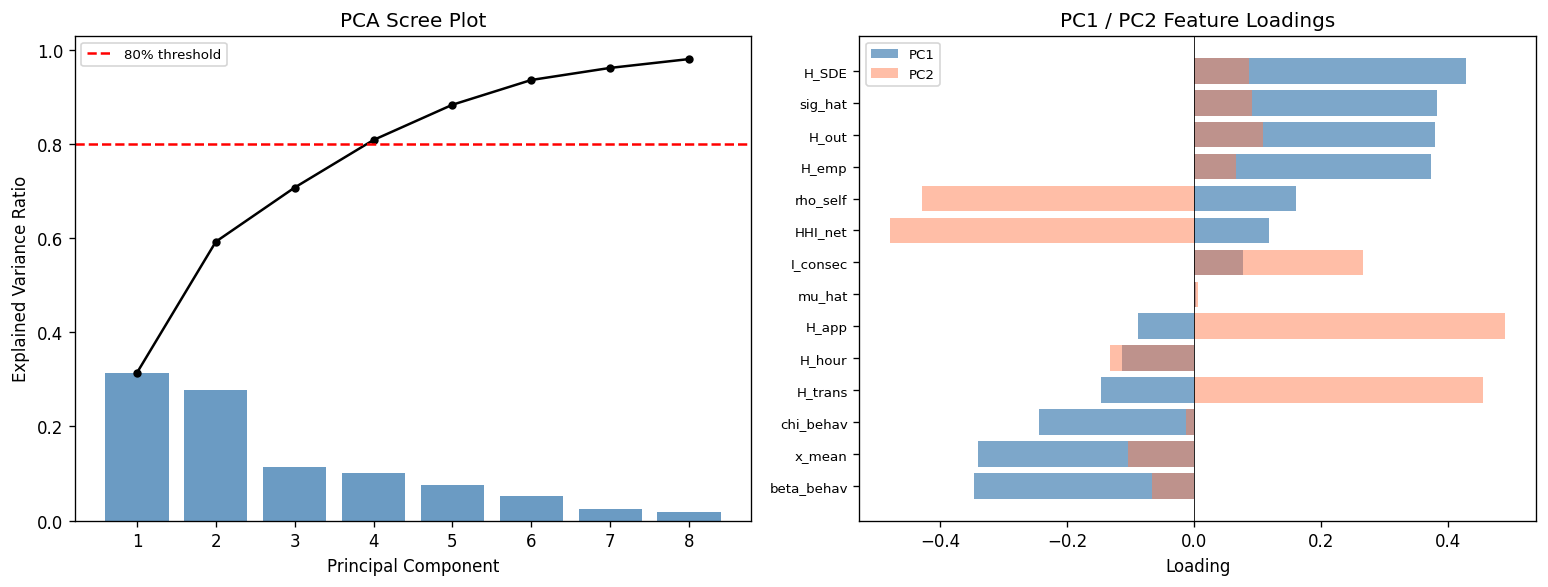 PCA Scree Plot
80% threshold
Explained Variance Ratio
1.0
0.8
0.6
0.4
0.2
0.0
1 2 3 4 5 6 7 8
Principal Component
PC1 / PC2 Feature Loadings
PC1
PC2
H_SDE
sig_hat
H_out
H_emp
rho_self
HHI_net
I_consec
mu_hat
H_app
H_hour
H_trans
chi_behav
x_mean
beta_behav
−0.4 −0.2 0.0 0.2 0.4
Loading